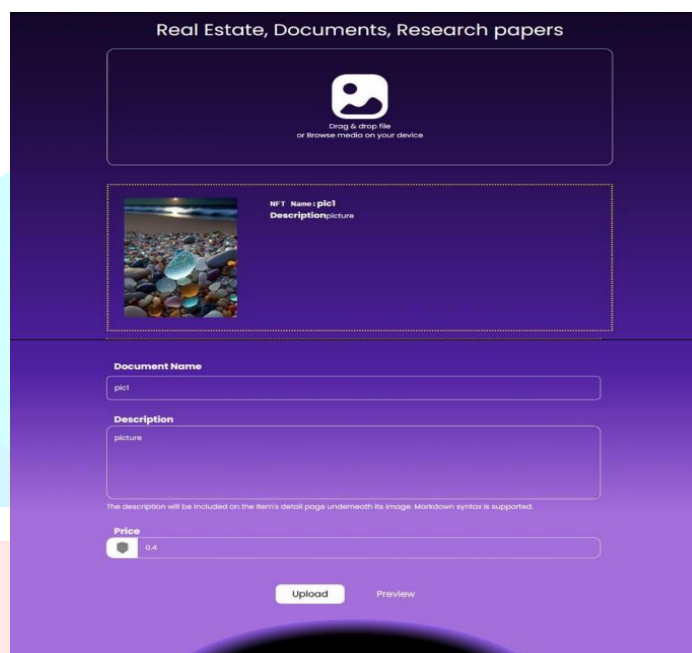 Real Estate, Documents, Research papers
Drag & drop file
or Browse media on your device
NFT Name:pic1
Descriptionpicture
Document Name
pic1
Description
picture
The description will be included on the item's detail page underneath its image. Markdown syntax is supported.
Price
0.4
Upload Preview